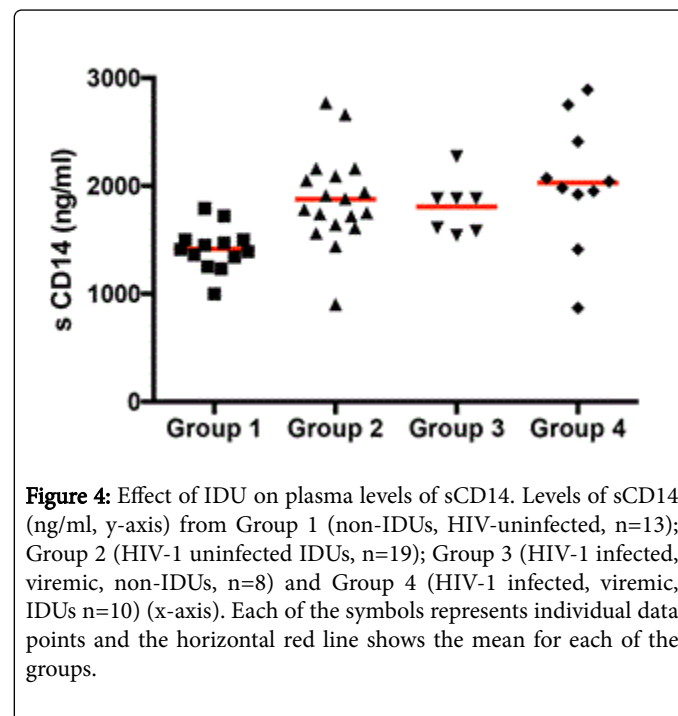 3000
2000
1000
0
s CD14 (ng/ml)
Group 1 Group 2 Group 3 Group 4
Figure 4: Effect of IDU on plasma levels of sCD14. Levels of sCD14
(ng/ml, y-axis) from Group 1 (non-IDUs, HIV-uninfected, n=13);
Group 2 (HIV-1 uninfected IDUs, n=19); Group 3 (HIV-1 infected,
viremic, non-IDUs, n=8) and Group 4 (HIV-1 infected, viremic,
IDUs n=10) (x-axis). Each of the symbols represents individual data
points and the horizontal red line shows the mean for each of the
groups.